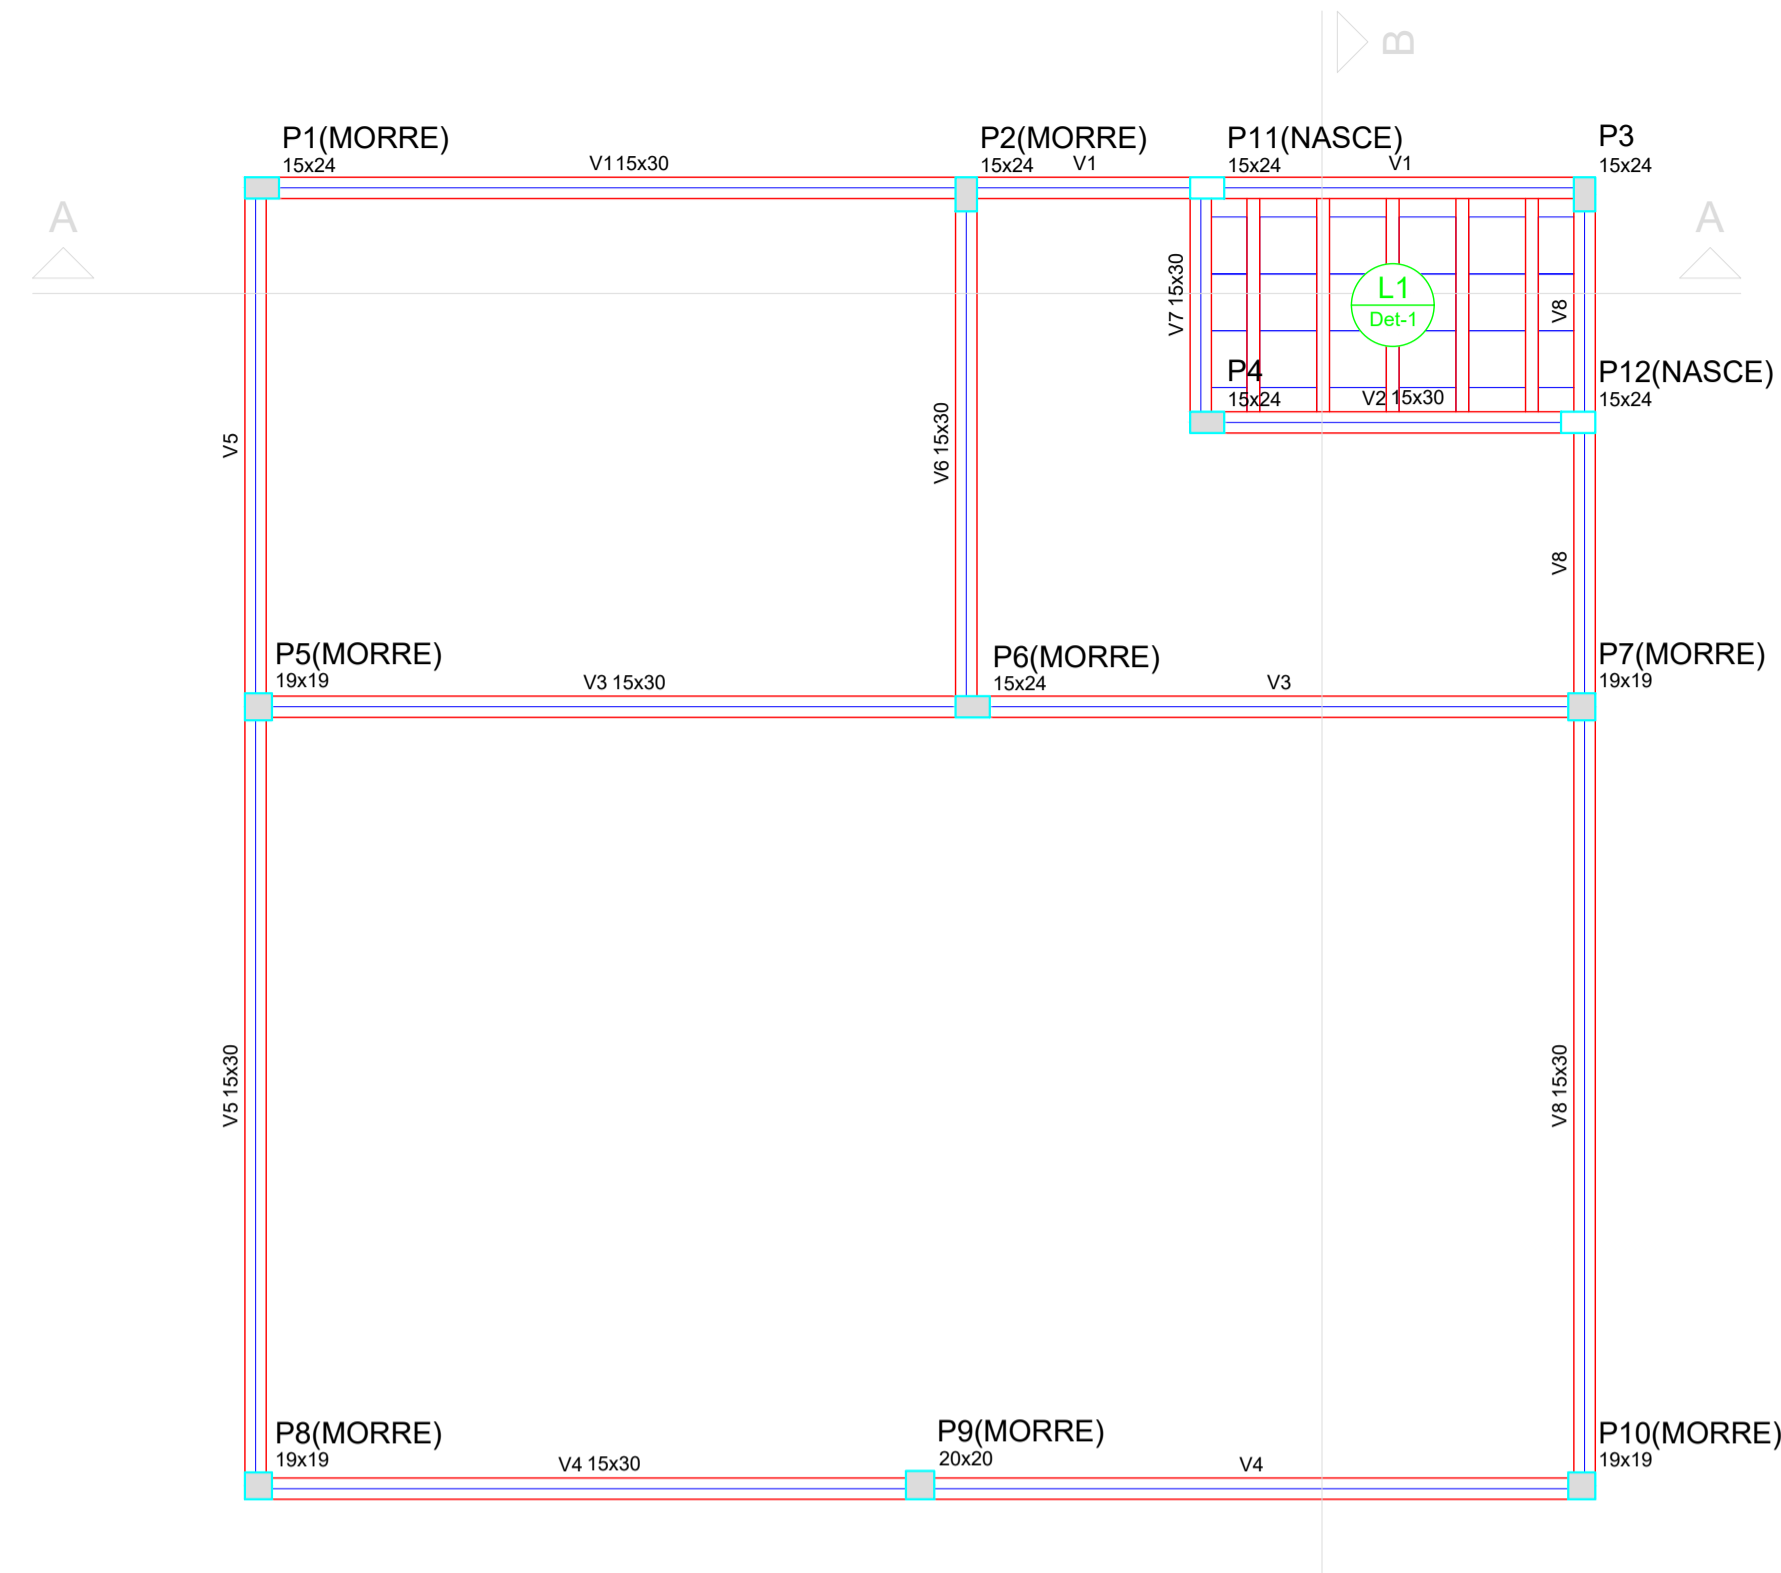 B
P1(MORRE)
15x24
V115x30
P2(MORRE)
15x24
V1
P11(NASCE)
15x24
V1
P3
15x24
A
A
V7 15x30
L1
Det-1
V8
P4
15x24
V2 15x30
P12(NASCE)
15x24
V5
V6 15x30
V8
P5(MORRE)
19x19
V3 15x30
P6(MORRE)
15x24
V3
P7(MORRE)
19x19
V5 15x30
V8 15x30
P8(MORRE)
19x19
V4 15x30
P9(MORRE)
20x20
V4
P10(MORRE)
19x19